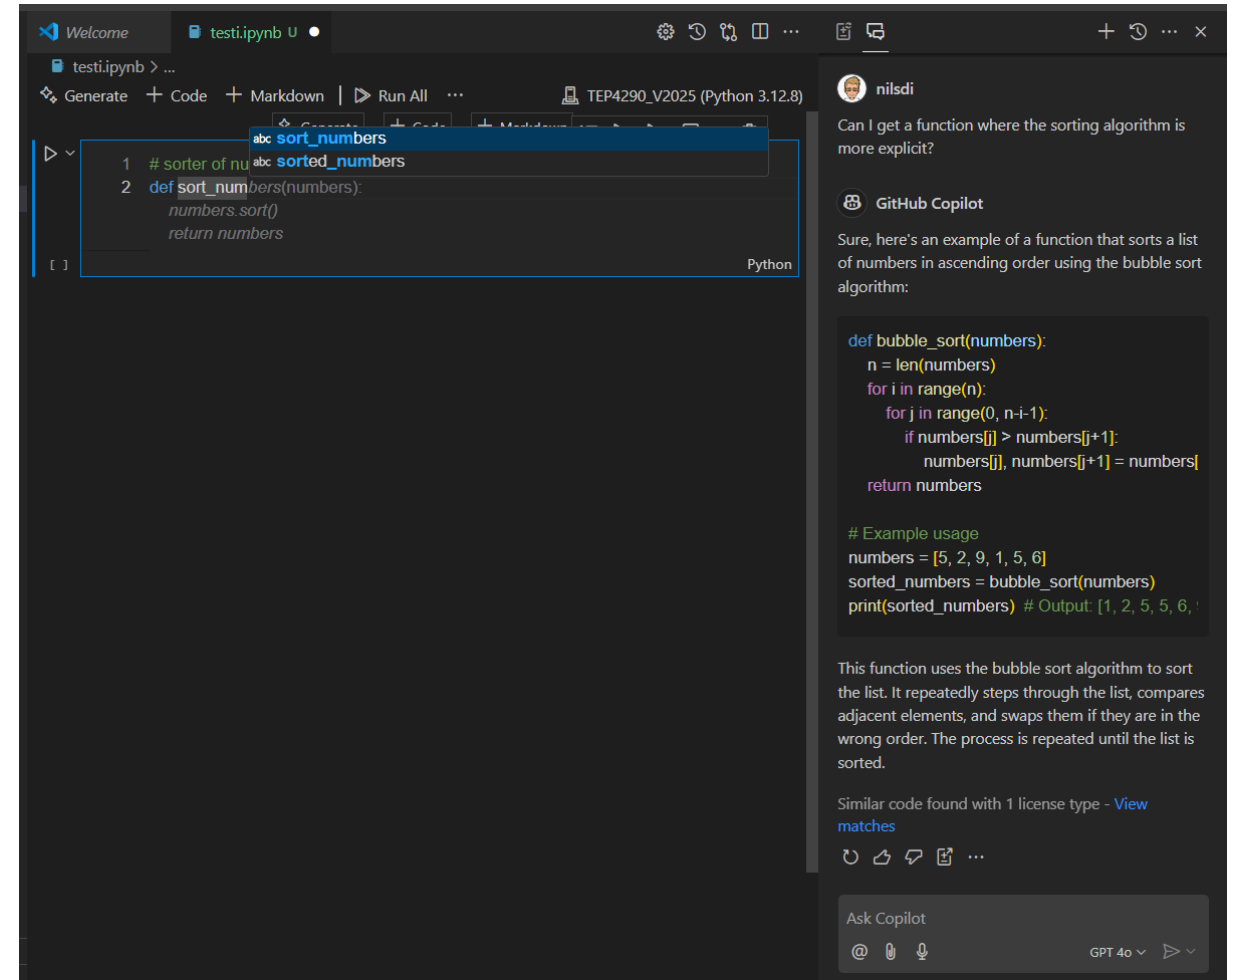 Welcome
testi.ipynb U
testi.ipynb > ...
Generate + Code + Markdown | Run All ... TEP4290_V2025 (Python 3.12.8)
abc sort_numbers
abc sorted_numbers
1 # sorter of nu
2 def sort_numbers(numbers):
numbers.sort()
return numbers
[ ]
Python
nilsdi
Can I get a function where the sorting algorithm is
more explicit?
GitHub Copilot
Sure, here's an example of a function that sorts a list
of numbers in ascending order using the bubble sort
algorithm:
def bubble_sort(numbers):
n = len(numbers)
for i in range(n):
for j in range(0, n-i-1):
if numbers[j] > numbers[j+1]:
numbers[j], numbers[j+1] = numbers[
return numbers
# Example usage
numbers = [5, 2, 9, 1, 5, 6]
sorted_numbers = bubble_sort(numbers)
print(sorted_numbers) # Output: [1, 2, 5, 5, 6,
This function uses the bubble sort algorithm to sort
the list. It repeatedly steps through the list, compares
adjacent elements, and swaps them if they are in the
wrong order. The process is repeated until the list is
sorted.
Similar code found with 1 license type - View
matches
Ask Copilot
GPT 4o